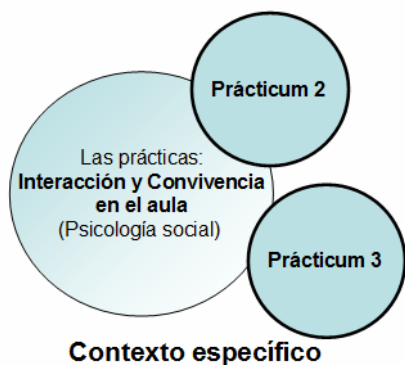 Prácticum 2
Las prácticas:
Interacción y Convivencia
en el aula
(Psicología social)
Prácticum 3
Contexto específico